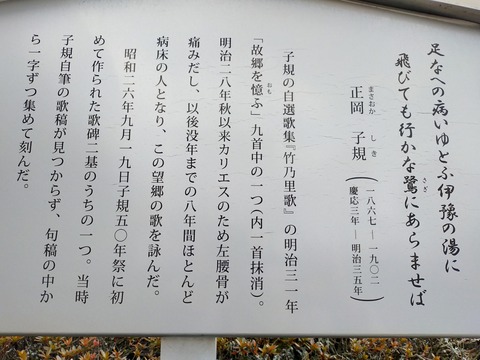 足なへの病いゆとふ伊豫の湯に
飛びても行かな鷺にあらませば
さぎ
正岡 子規
まさおか しき
(一八六七 ― 一九〇二
慶応三年 ― 明治三五年)
子規の自選歌集『竹乃里歌』の明治三一年
「故郷を憶ふ」九首中の一つ(内一首抹消)。
おも
明治二八年秋以来カリエスのため左腰骨が
痛みだし、以後没年までの八年間ほとんど
病床の人となり、この望郷の歌を詠んだ。
昭和二六年九月一九日子規五〇年祭に初
めて作られた歌碑二基のうちの一つ。当時
子規自筆の歌稿が見つからず、句稿の中か
ら一字ずつ集めて刻んだ。